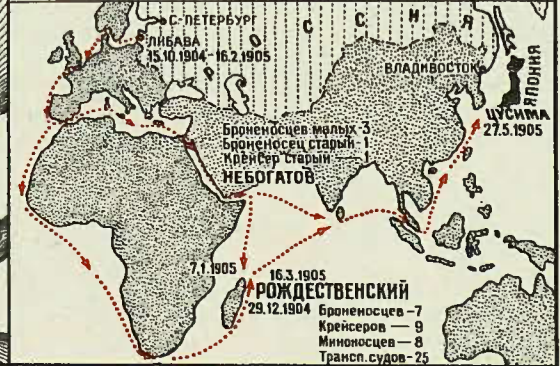 С-ПЕТЕРБУРГ
РОССИЯ
ЛИБАВА
15.10.1904-16.2.1905
ВЛАДИВОСТОК
ЯПОНИЯ
ЦУСИМА
27.5.1905
Броненосцев малых 3
Броненосец старый-1
Крейсер старый—1
НЕБОГАТОВ
7.1.1905
16.3.1905
РОЖДЕСТВЕНСКИЙ
29.12.1904
Броненосцев-7
Крейсеров — 9
Миноносцев — 8
Трансп.судов-25